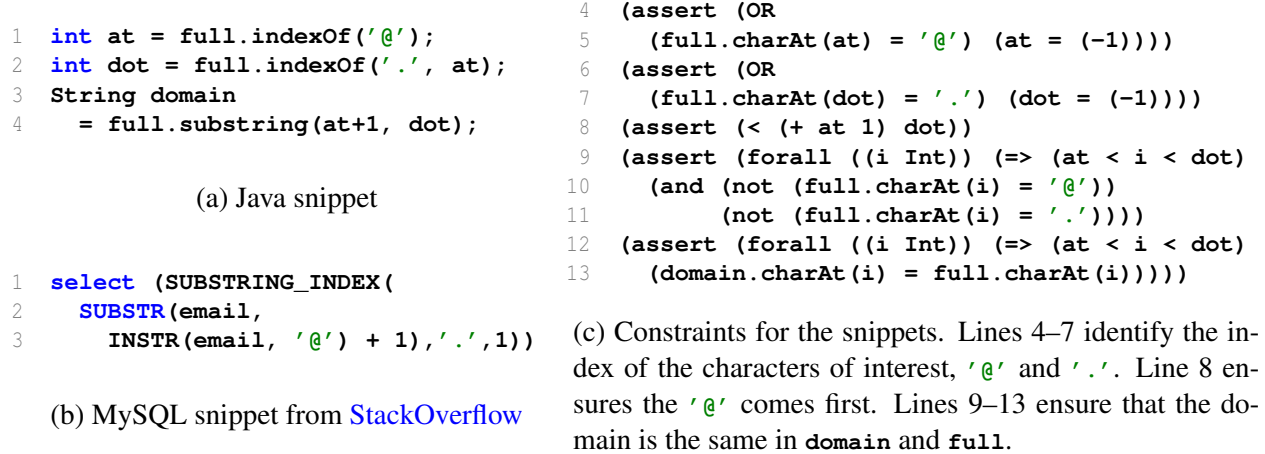 1 int at = full.indexOf('@');
2 int dot = full.indexOf('.', at);
3 String domain
4   = full.substring(at+1, dot);
(a) Java snippet
1 select (SUBSTRING_INDEX(
2   SUBSTR(email,
3     INSTR(email, '@') + 1),'.',1))
(b) MySQL snippet from StackOverflow
4 (assert (OR
5   (full.charAt(at) = '@') (at = (-1))))
6 (assert (OR
7   (full.charAt(dot) = '.') (dot = (-1))))
8 (assert (< (+ at 1) dot))
9 (assert (forall ((i Int)) (=> (at < i < dot)
10   (and (not (full.charAt(i) = '@'))
11        (not (full.charAt(i) = '.'))))
12 (assert (forall ((i Int)) (=> (at < i < dot)
13   (domain.charAt(i) = full.charAt(i)))))
(c) Constraints for the snippets. Lines 4–7 identify the in-
dex of the characters of interest, '@' and '.'. Line 8 en-
sures the '@' comes first. Lines 9–13 ensure that the do-
main is the same in domain and full.